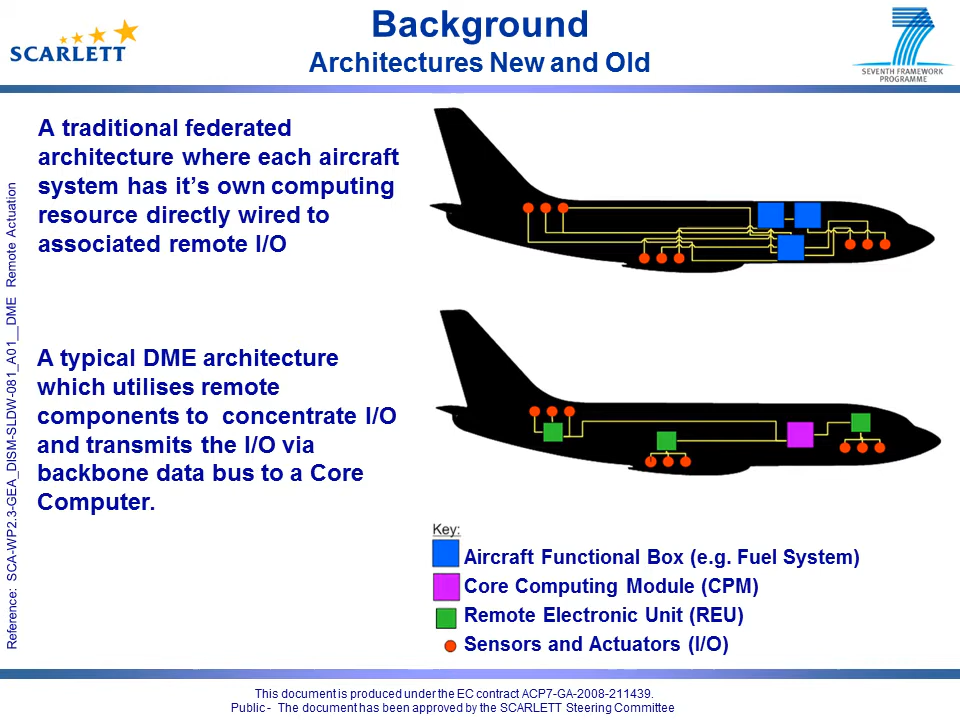 SCARLETT
Background
Architectures New and Old
SEVENTH FRAMEWORK
PROGRAMME
A traditional federated
architecture where each aircraft
system has it’s own computing
resource directly wired to
associated remote I/O
A typical DME architecture
which utilises remote
components to  concentrate I/O
and transmits the I/O via
backbone data bus to a Core
Computer.
Key:
Aircraft Functional Box (e.g. Fuel System)
Core Computing Module (CPM)
Remote Electronic Unit (REU)
Sensors and Actuators (I/O)
Reference:  SCA-WP2.3-GEA_DISM-SLDW-081_A01__DME   Remote Actuation
This document is produced under the EC contract ACP7-GA-2008-211439.
Public -  The document has been approved by the SCARLETT Steering Committee